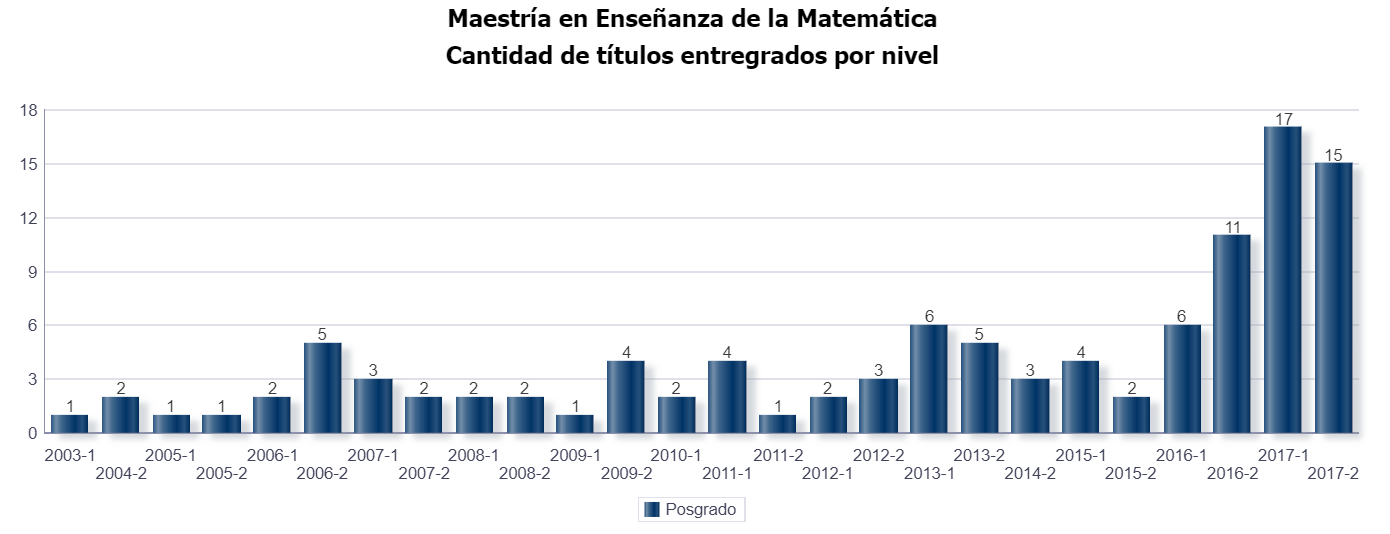 Maestría en Enseñanza de la Matemática
Cantidad de títulos entregrados por nivel
18
15
12
9
6
3
0
1 2 1 1 2 5 3 2 2 2 1 4 2 4 1 2 3 6 5 3 4 2 6 11 17 15
2003-1 2005-1 2006-1 2007-1 2008-1 2009-1 2010-1 2011-2 2012-2 2013-2 2015-1 2016-1 2017-1
2004-2 2005-2 2006-2 2007-2 2008-2 2009-2 2011-1 2012-1 2013-1 2014-2 2015-2 2016-2 2017-2
Posgrado